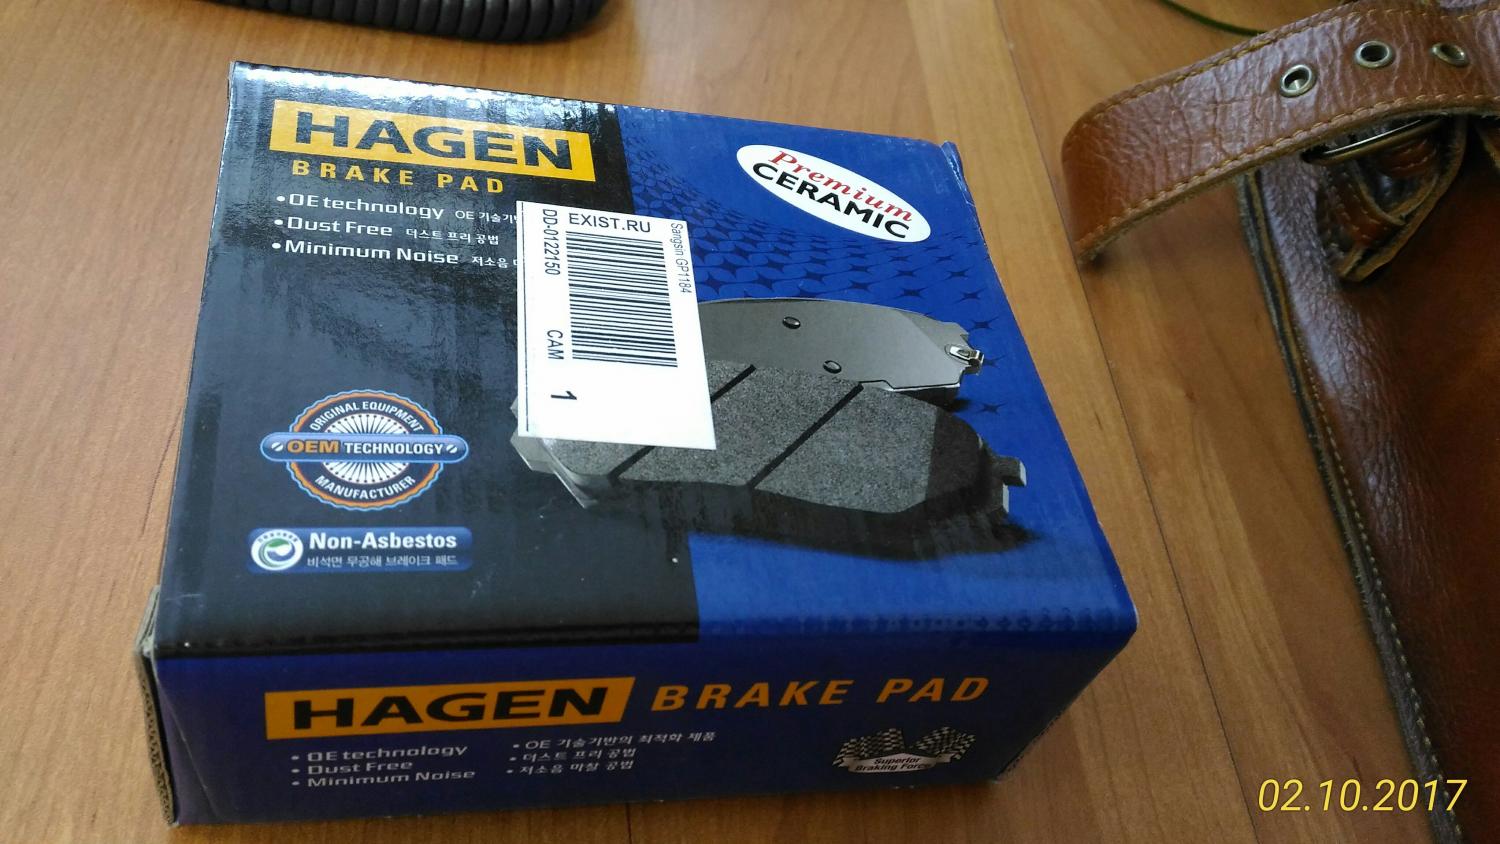 HAGEN
BRAKE PAD
•OE technology OE 기술기
•Dust Free 더스트 프리 공법
•Minimum Noise 저소음
Premium
CERAMIC
EXIST.RU
DD-0122150
CAM
1
Sangsin GP1184
ORIGINAL EQUIPMENT
OEM TECHNOLOGY
MANUFACTURER
Non-Asbestos
비석면 무공해 브레이크 패드
HAGEN BRAKE PAD
• OE technology
• Dust Free
• Minimum Noise
• OE 기술기반의 최적화 제품
• 더스트 프리 공법
• 저소음 마찰 공법
Superior
Braking Force
02.10.2017